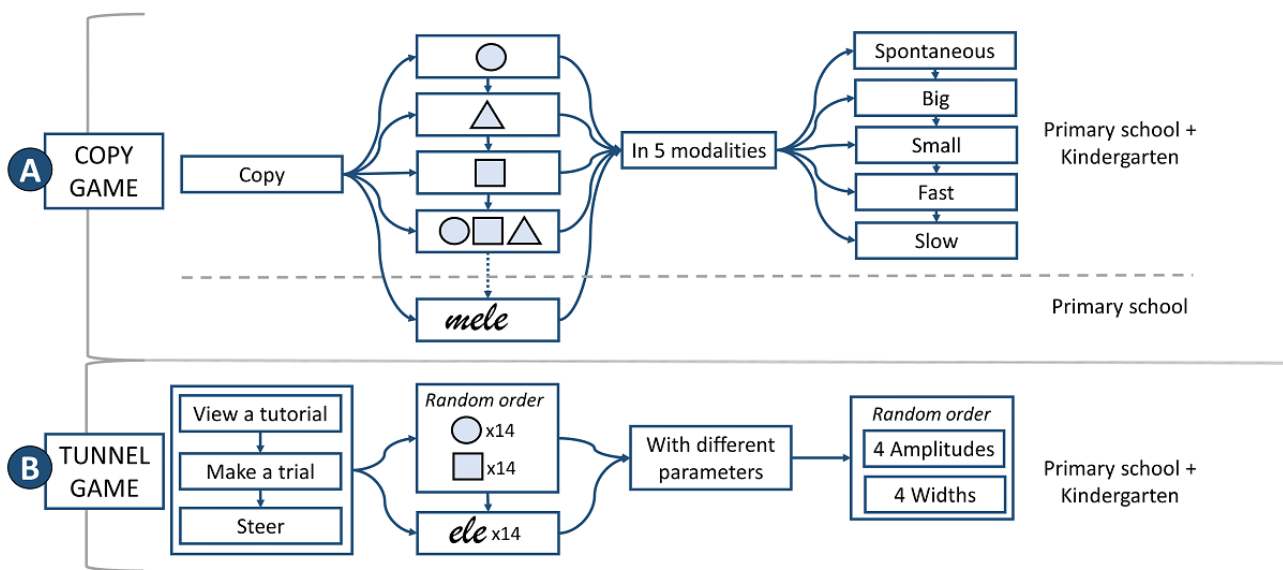 A
COPY
GAME
Copy
mele
In 5 modalities
Spontaneous
Big
Small
Fast
Slow
Primary school +
Kindergarten
Primary school
B
TUNNEL
GAME
View a tutorial
Make a trial
Steer
Random order
x14
x14
ele x14
With different
parameters
Random order
4 Amplitudes
4 Widths
Primary school +
Kindergarten